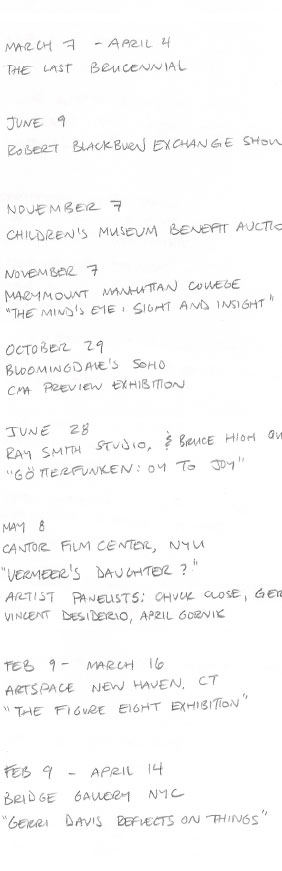 MARCH 7 - APRIL 4
THE LAST BRUCENNIAL
JUNE 9
ROBERT BLACKBURN EXCHANGE SHOW
NOVEMBER 7
CHILDREN'S MUSEUM BENEFIT AUCTIO
NOVEMBER 7
MARYMOUNT MANHATTAN COLLEGE
"THE MIND'S EYE: SIGHT AND INSIGHT"
OCTOBER 29
BLOOMINGDALE'S SOHO
CMA PREVIEW EXHIBITION
JUNE 28
RAY SMITH STUDIO, & BRUCE HIGH QU
"GÖTTERFUNKEN: OY TO JOY"
MAY 8
CANTOR FILM CENTER, NYU
"VERMEER'S DAUGHTER?"
ARTIST PANELISTS: CHUCK CLOSE, GER
VINCENT DESIDERIO, APRIL GORNIK
FEB 9 - MARCH 16
ARTSPACE NEW HAVEN, CT
"THE FIGURE EIGHT EXHIBITION"
FEB 9 - APRIL 14
BRIDGE GALLERY NYC
"GERRI DAVIS REFLECTS ON THINGS"